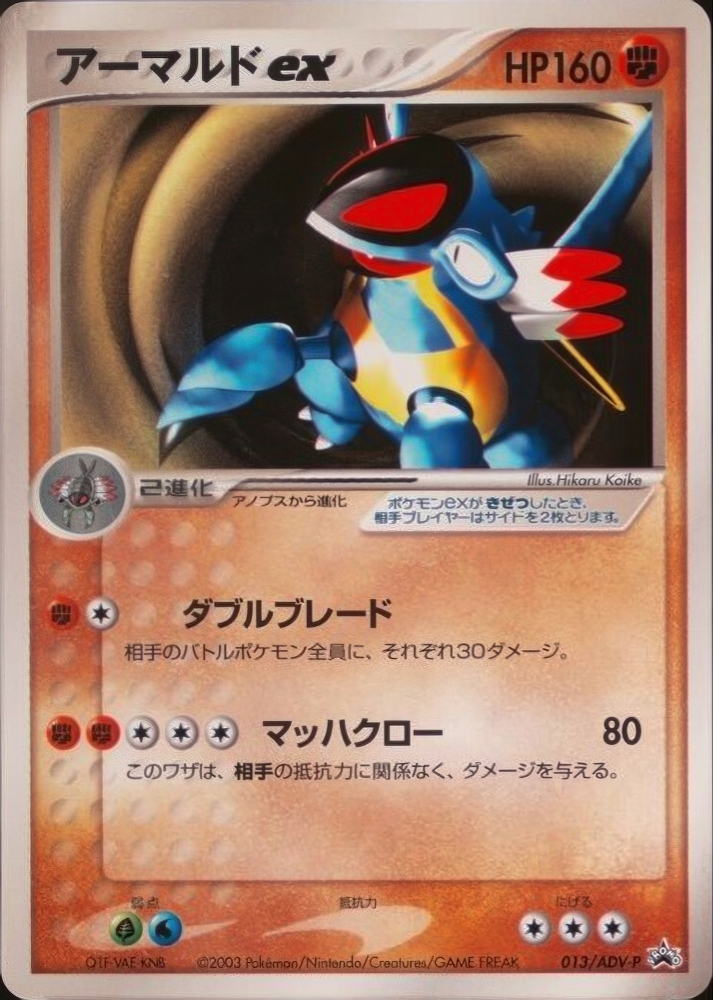 アーマルドex HP160
Illus.Hikaru Koike
2進化
アノプスから進化
ポケモンexがきぜつしたとき、
相手プレイヤーはサイドを2枚とります。
ダブルブレード
相手のバトルポケモン全員に、それぞれ30ダメージ。
マッハクロー 80
このワザは、相手の抵抗力に関係なく、ダメージを与える。
弱点 抵抗力 にげる
©2003 Pokémon/Nintendo/Creatures/GAME FREAK 013/ADV-P
PROMO